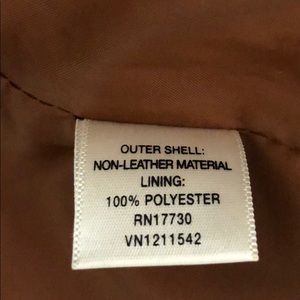 OUTER SHELL:
NON-LEATHER MATERIAL
LINING:
100% POLYESTER
RN17730
VN1211542